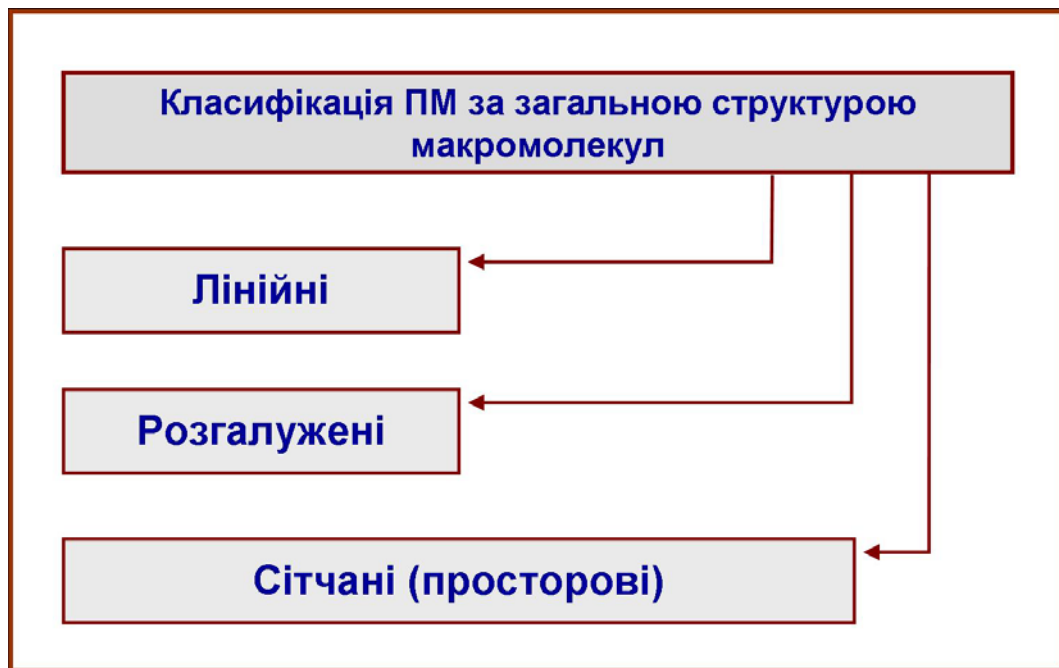 Класифікація ПМ за загальною структурою
макромолекул
Лінійні
Розгалужені
Сітчані (просторові)